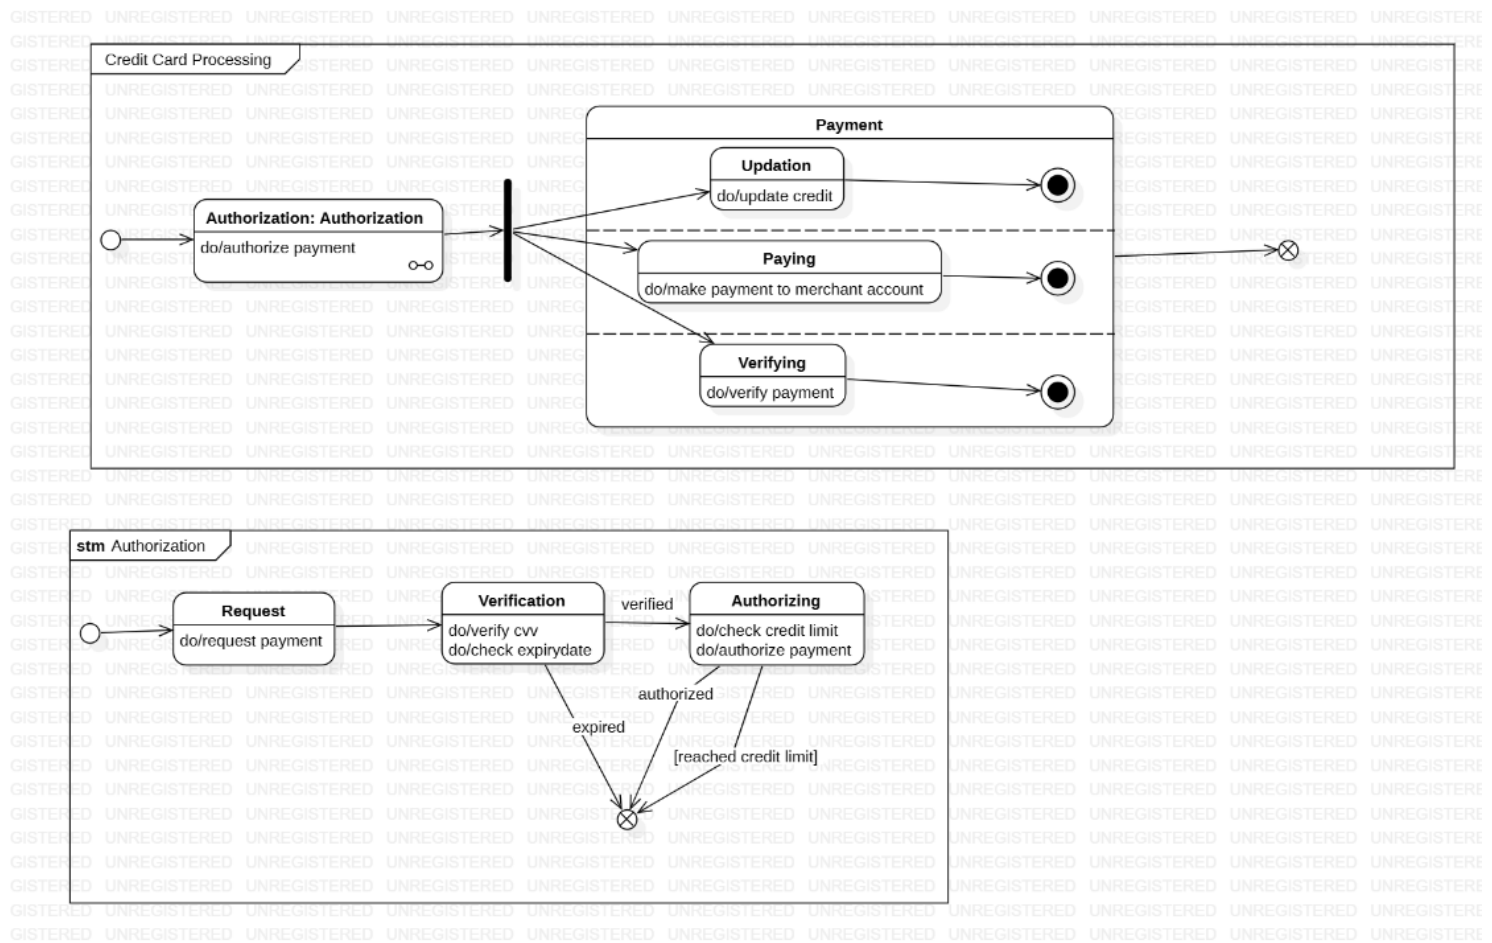 Credit Card Processing
Payment
Updation
do/update credit
Authorization: Authorization
do/authorize payment
Paying
do/make payment to merchant account
Verifying
do/verify payment
stm Authorization
Request
do/request payment
Verification
do/verify cvv
do/check expirydate
verified
Authorizing
do/check credit limit
do/authorize payment
authorized
expired
[reached credit limit]
UNREGISTERED